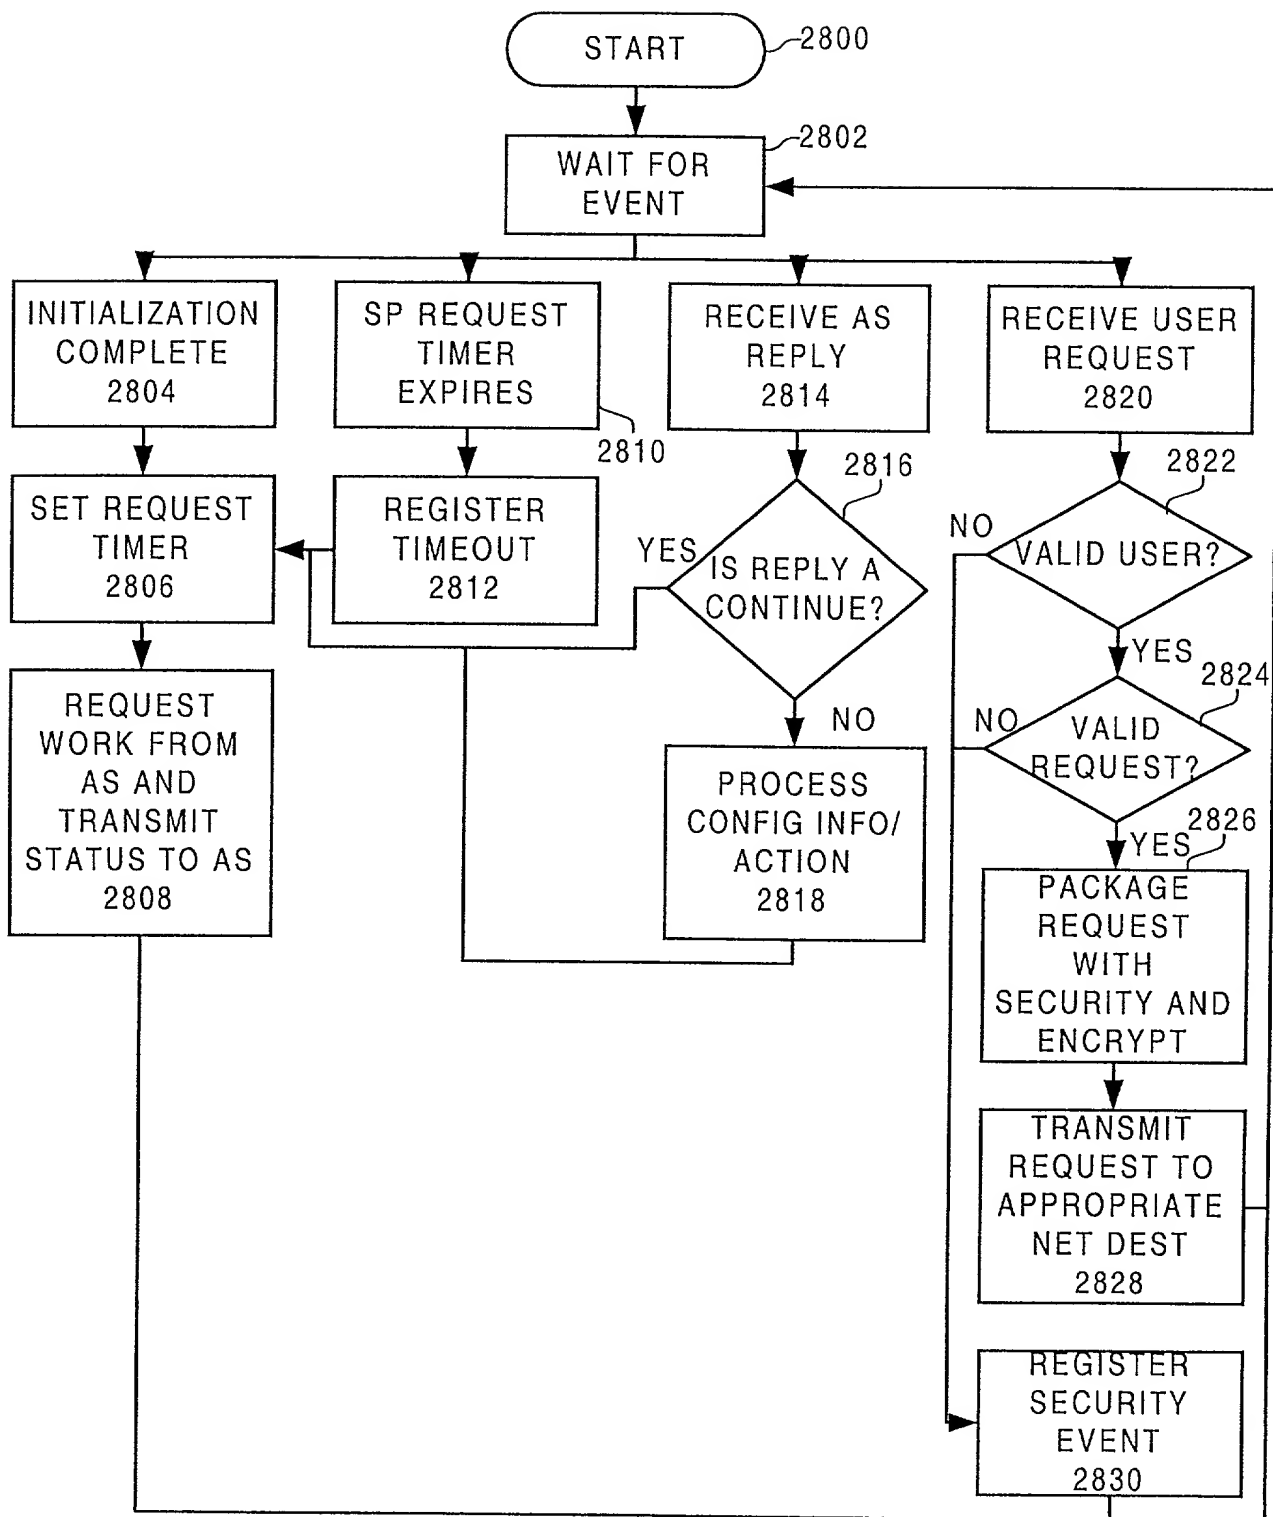 START
2800
2802
WAIT FOR
EVENT
INITIALIZATION
COMPLETE
2804
SP REQUEST
TIMER
EXPIRES
2810
RECEIVE AS
REPLY
2814
RECEIVE USER
REQUEST
2820
SET REQUEST
TIMER
2806
REGISTER
TIMEOUT
2812
2816
YES
IS REPLY A
CONTINUE?
NO
2822
NO
VALID USER?
YES
2824
NO
VALID
REQUEST?
YES
2826
REQUEST
WORK FROM
AS AND
TRANSMIT
STATUS TO AS
2808
PROCESS
CONFIG INFO/
ACTION
2818
PACKAGE
REQUEST
WITH
SECURITY AND
ENCRYPT
TRANSMIT
REQUEST TO
APPROPRIATE
NET DEST
2828
REGISTER
SECURITY
EVENT
2830